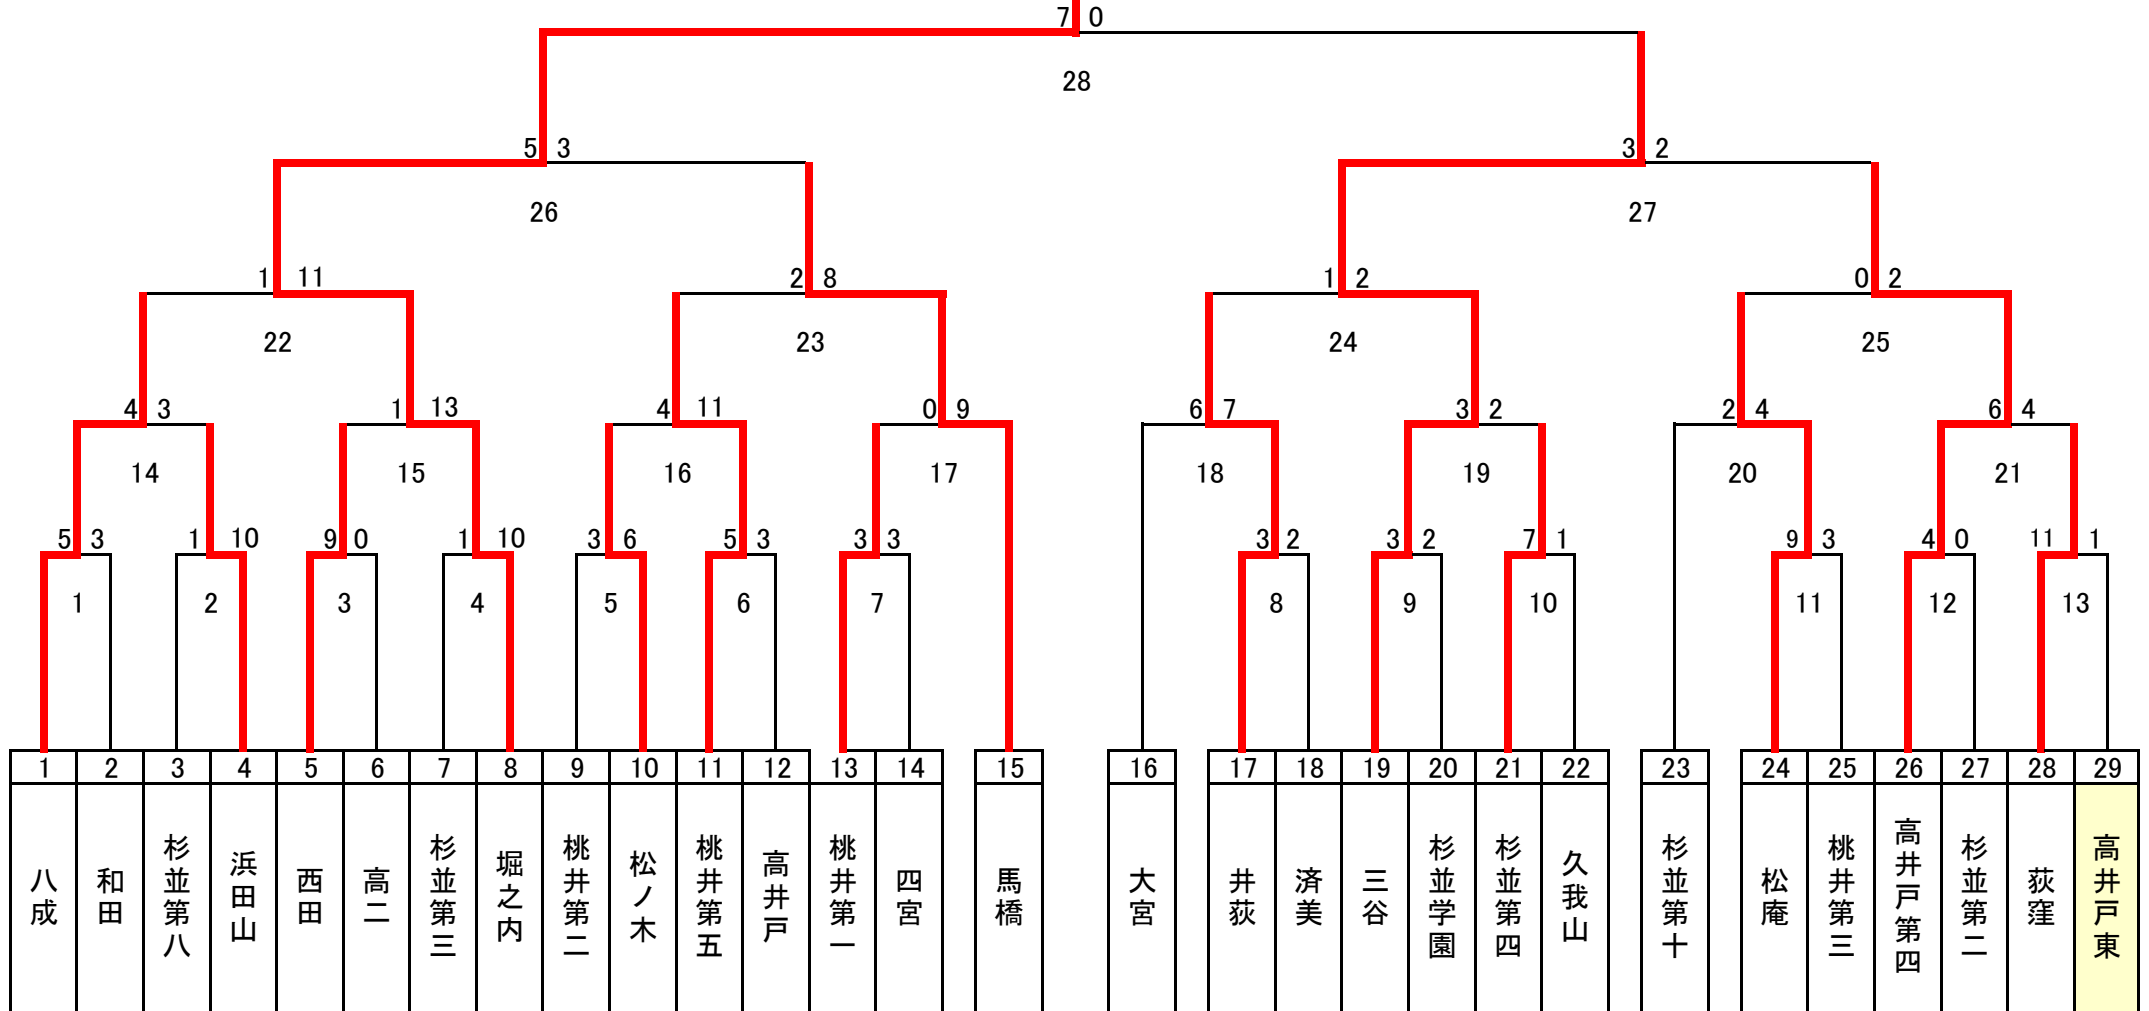 7 0
28
5 3
3 2
26
27
1 11
2 8
1 2
0 2
22
23
24
25
4 3
1 13
4 11
0 9
6 7
3 2
2 4
6 4
14
15
16
17
18
19
20
21
5 3
1 10
9 0
1 10
3 6
5 3
3 3
3 2
3 2
7 1
9 3
4 0
11 1
1
2
3
4
5
6
7
8
9
10
11
12
13
1 八成
2 和田
3 杉並第八
4 浜田山
5 西田
6 高二
7 杉並第三
8 堀之内
9 桃井第二
10 松ノ木
11 桃井第五
12 高井戸
13 桃井第一
14 四宮
15 馬橋
16 大宮
17 井荻
18 済美
19 三谷
20 杉並学園
21 杉並第四
22 久我山
23 杉並第十
24 松庵
25 桃井第三
26 高井戸第四
27 杉並第二
28 荻窪
29 高井戸東